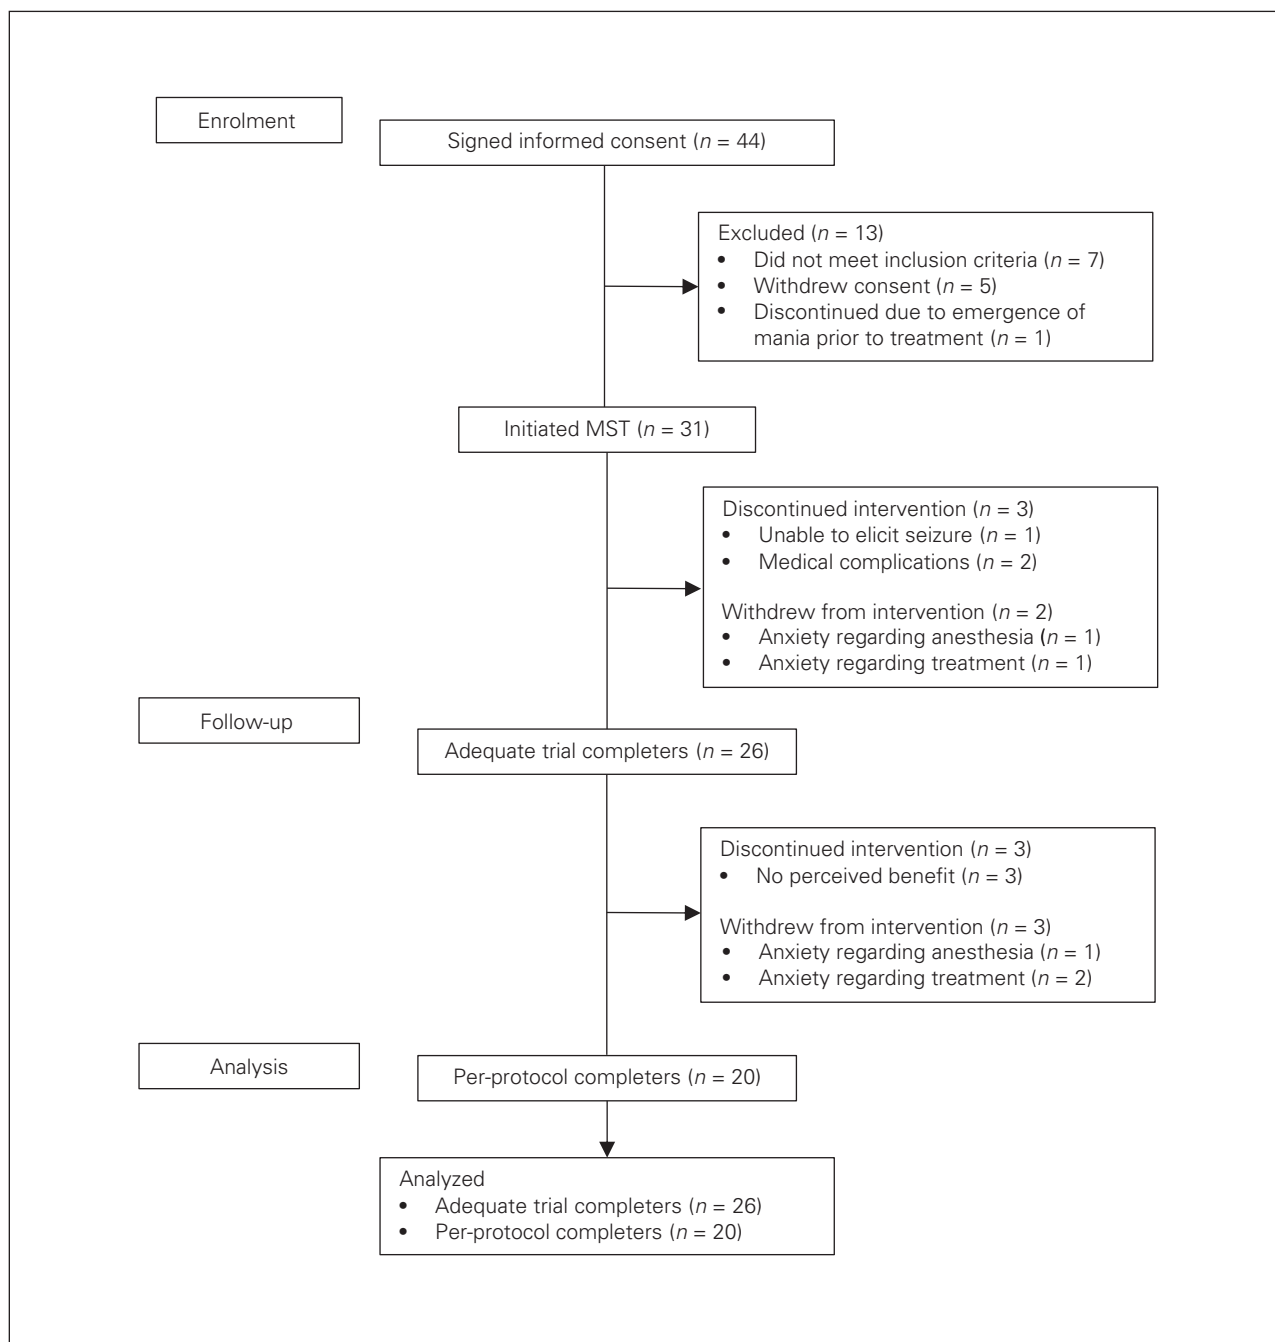 Enrolment
Signed informed consent (n = 44)
Excluded (n = 13)
• Did not meet inclusion criteria (n = 7)
• Withdrew consent (n = 5)
• Discontinued due to emergence of
mania prior to treatment (n = 1)
Initiated MST (n = 31)
Discontinued intervention (n = 3)
• Unable to elicit seizure (n = 1)
• Medical complications (n = 2)
Withdrew from intervention (n = 2)
• Anxiety regarding anesthesia (n = 1)
• Anxiety regarding treatment (n = 1)
Follow-up
Adequate trial completers (n = 26)
Discontinued intervention (n = 3)
• No perceived benefit (n = 3)
Withdrew from intervention (n = 3)
• Anxiety regarding anesthesia (n = 1)
• Anxiety regarding treatment (n = 2)
Analysis
Per-protocol completers (n = 20)
Analyzed
• Adequate trial completers (n = 26)
• Per-protocol completers (n = 20)